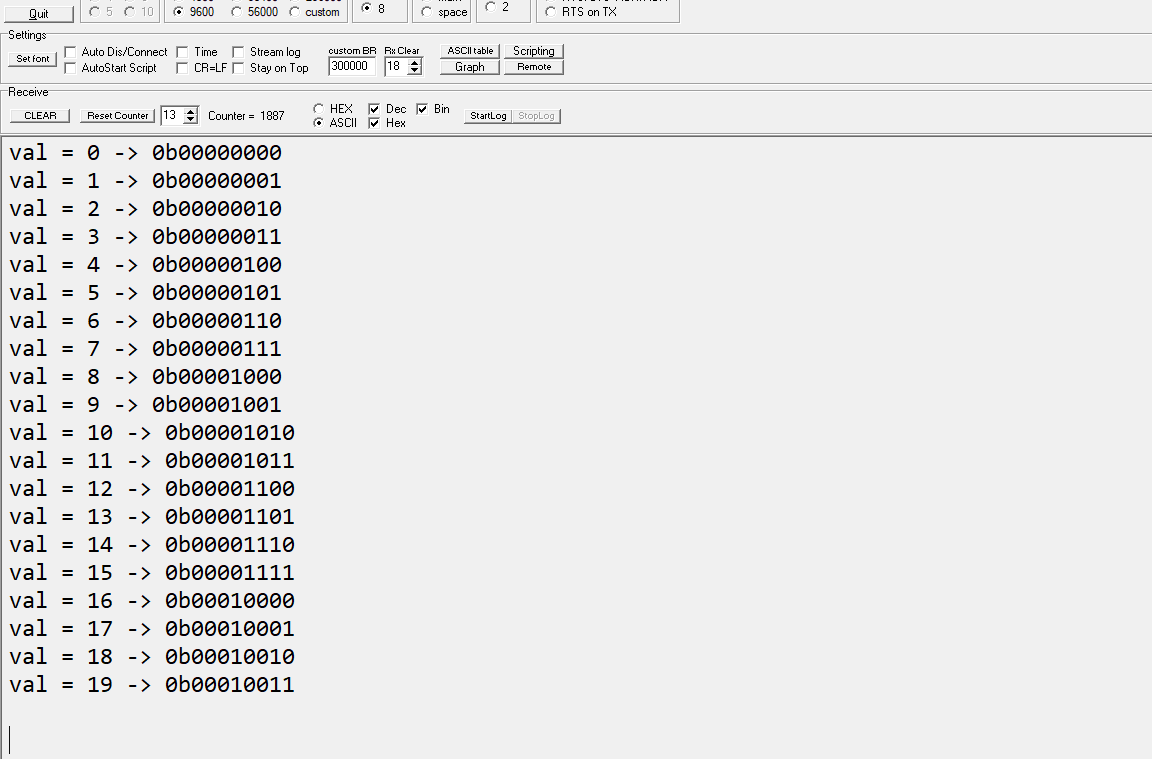 Quit 5 10 9600 56000 custom 8 space 2 RTS on TX
Settings
Set font Auto Dis/Connect Time Stream log custom BR Rx Clear ASCII table Scripting
AutoStart Script CR=LF Stay on Top 300000 18 Graph Remote
Receive
CLEAR Reset Counter 13 Counter = 1887 HEX Dec Bin StartLog StopLog
ASCII Hex
val = 0 -> 0b00000000
val = 1 -> 0b00000001
val = 2 -> 0b00000010
val = 3 -> 0b00000011
val = 4 -> 0b00000100
val = 5 -> 0b00000101
val = 6 -> 0b00000110
val = 7 -> 0b00000111
val = 8 -> 0b00001000
val = 9 -> 0b00001001
val = 10 -> 0b00001010
val = 11 -> 0b00001011
val = 12 -> 0b00001100
val = 13 -> 0b00001101
val = 14 -> 0b00001110
val = 15 -> 0b00001111
val = 16 -> 0b00010000
val = 17 -> 0b00010001
val = 18 -> 0b00010010
val = 19 -> 0b00010011